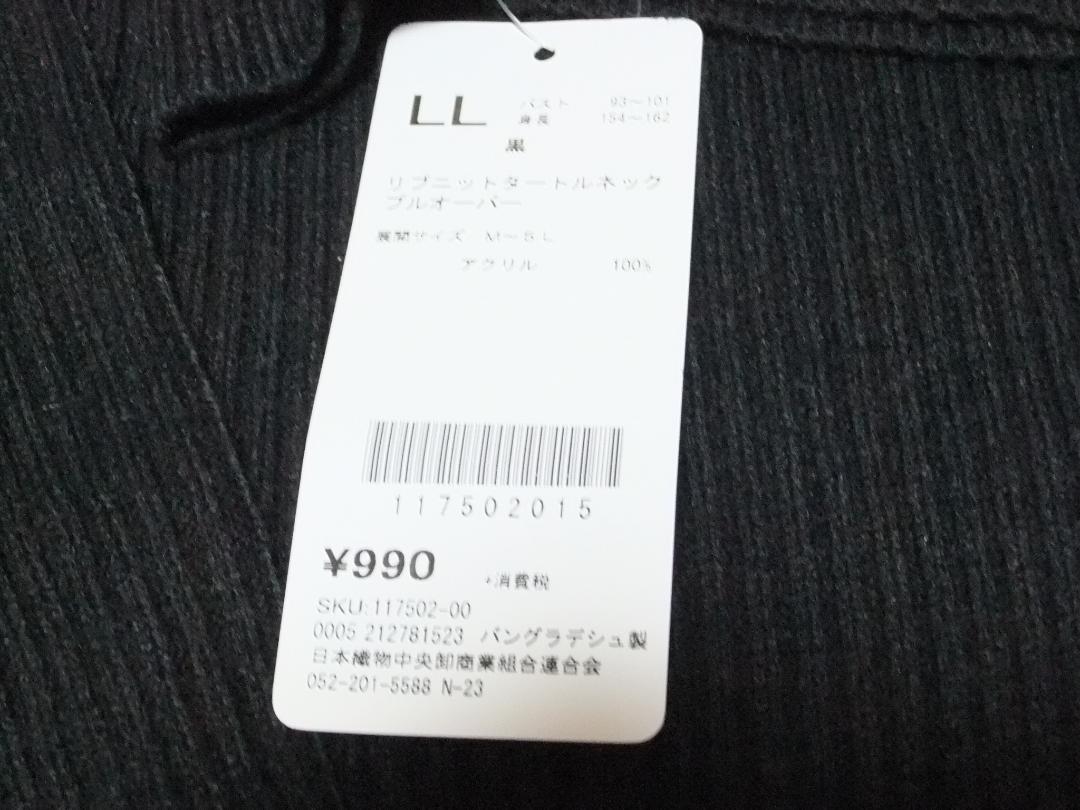 LL バスト 93~101
身長 154~162
黒
リブニットタートルネック
プルオーバー
展開サイズ M~5L
アクリル 100%
117502015
¥990 +消費税
SKU:117502-00
0005 212781523 バングラデシュ製
日本織物中央卸商業組合連合会
052-201-5588 N-23